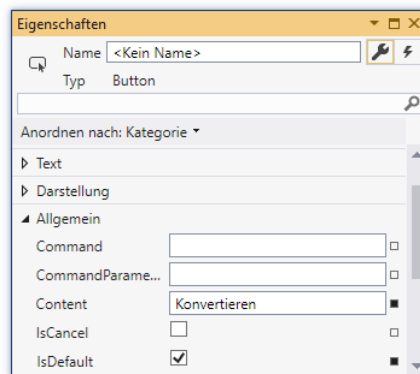 Eigenschaften
Name <Kein Name>
Typ Button
Anordnen nach: Kategorie
Text
Darstellung
Allgemein
Command
CommandParame...
Content Konvertieren
IsCancel
IsDefault